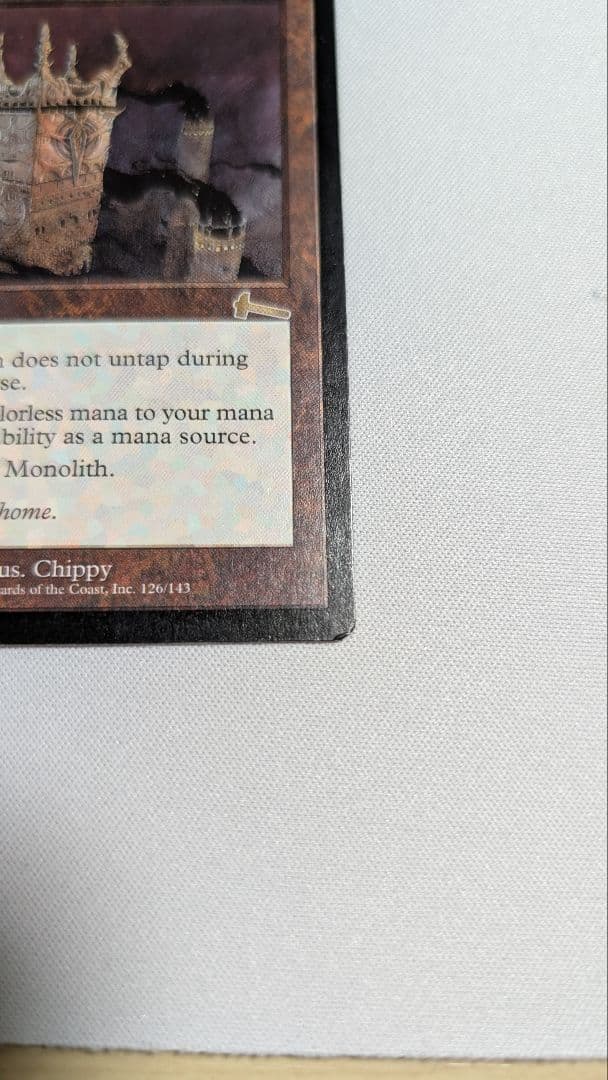 does not untap during
se.
lorless mana to your mana
bility as a mana source.
Monolith.
home.
us. Chippy
ards of the Coast, Inc. 126/143